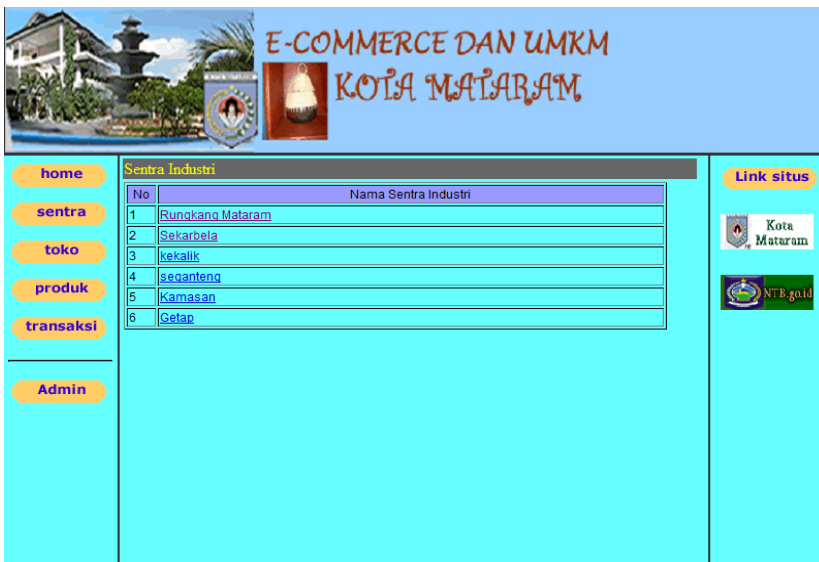 E-COMMERCE DAN UMKM
KOTA MATARAM
home
sentra
toko
produk
transaksi
Admin
Sentra Industri
No Nama Sentra Industri
1 Rungkang Mataram
2 Sekarbela
3 kekalik
4 seganteng
5 Kamasan
6 Getap
Link situs
Kota
Mataram
NTB.go.id